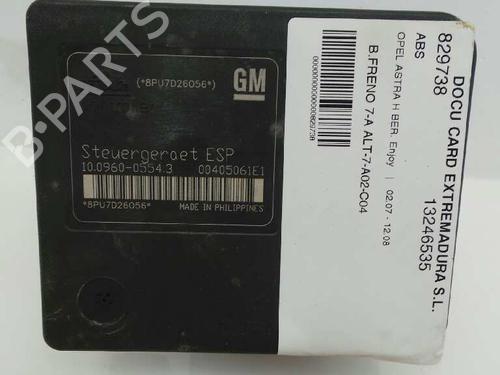 (*8PU7D26056*)
GM
Steuergeraet ESP
10.0960-0554.3 00405061E1
*8PU7D26056* MADE IN PHILIPPINES
B-PARTS
DOCU CARD EXTREMADURA S.L.
829738 13246535
ABS
OPEL ASTRA H BER. Enjoy | 02.07 - 12.08
B.FRENO 7-A ALT-7-A02-C04